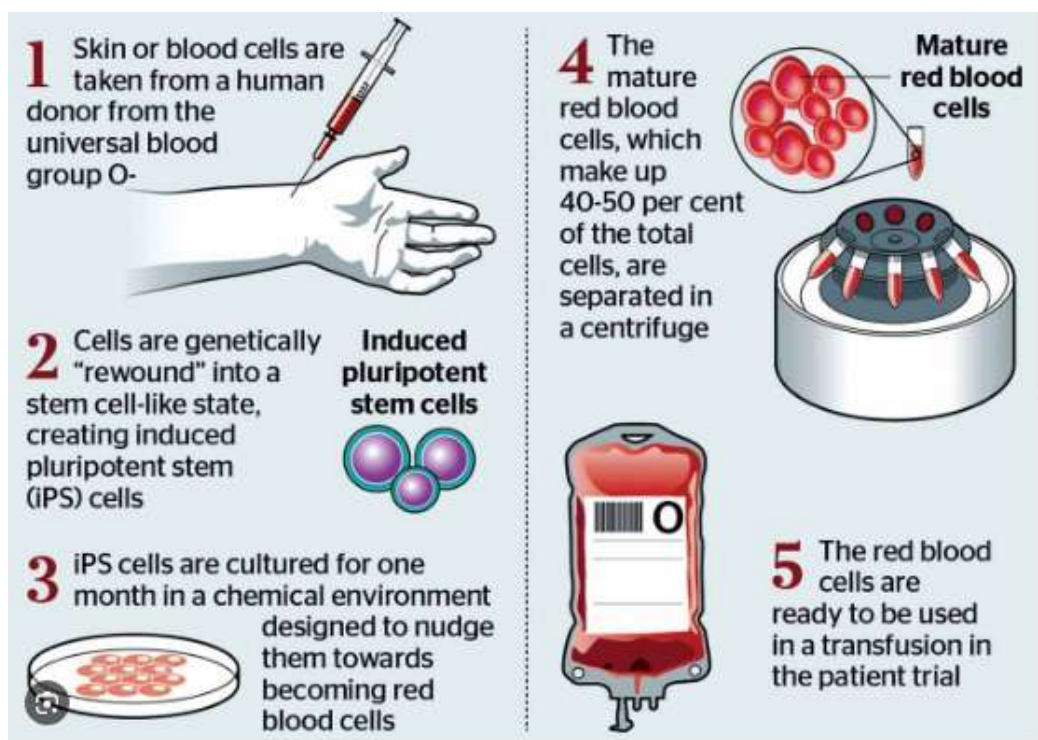 1 Skin or blood cells are
taken from a human
donor from the
universal blood
group O-
2 Cells are genetically
"rewound" into a
stem cell-like state,
creating induced
pluripotent stem
(iPS) cells
Induced
pluripotent
stem cells
3 iPS cells are cultured for one
month in a chemical environment
designed to nudge
them towards
becoming red
blood cells
4 The
mature
red blood
cells, which
make up
40-50 per cent
of the total
cells, are
separated in
a centrifuge
Mature
red blood
cells
O
5 The red blood
cells are
ready to be used
in a transfusion in
the patient trial